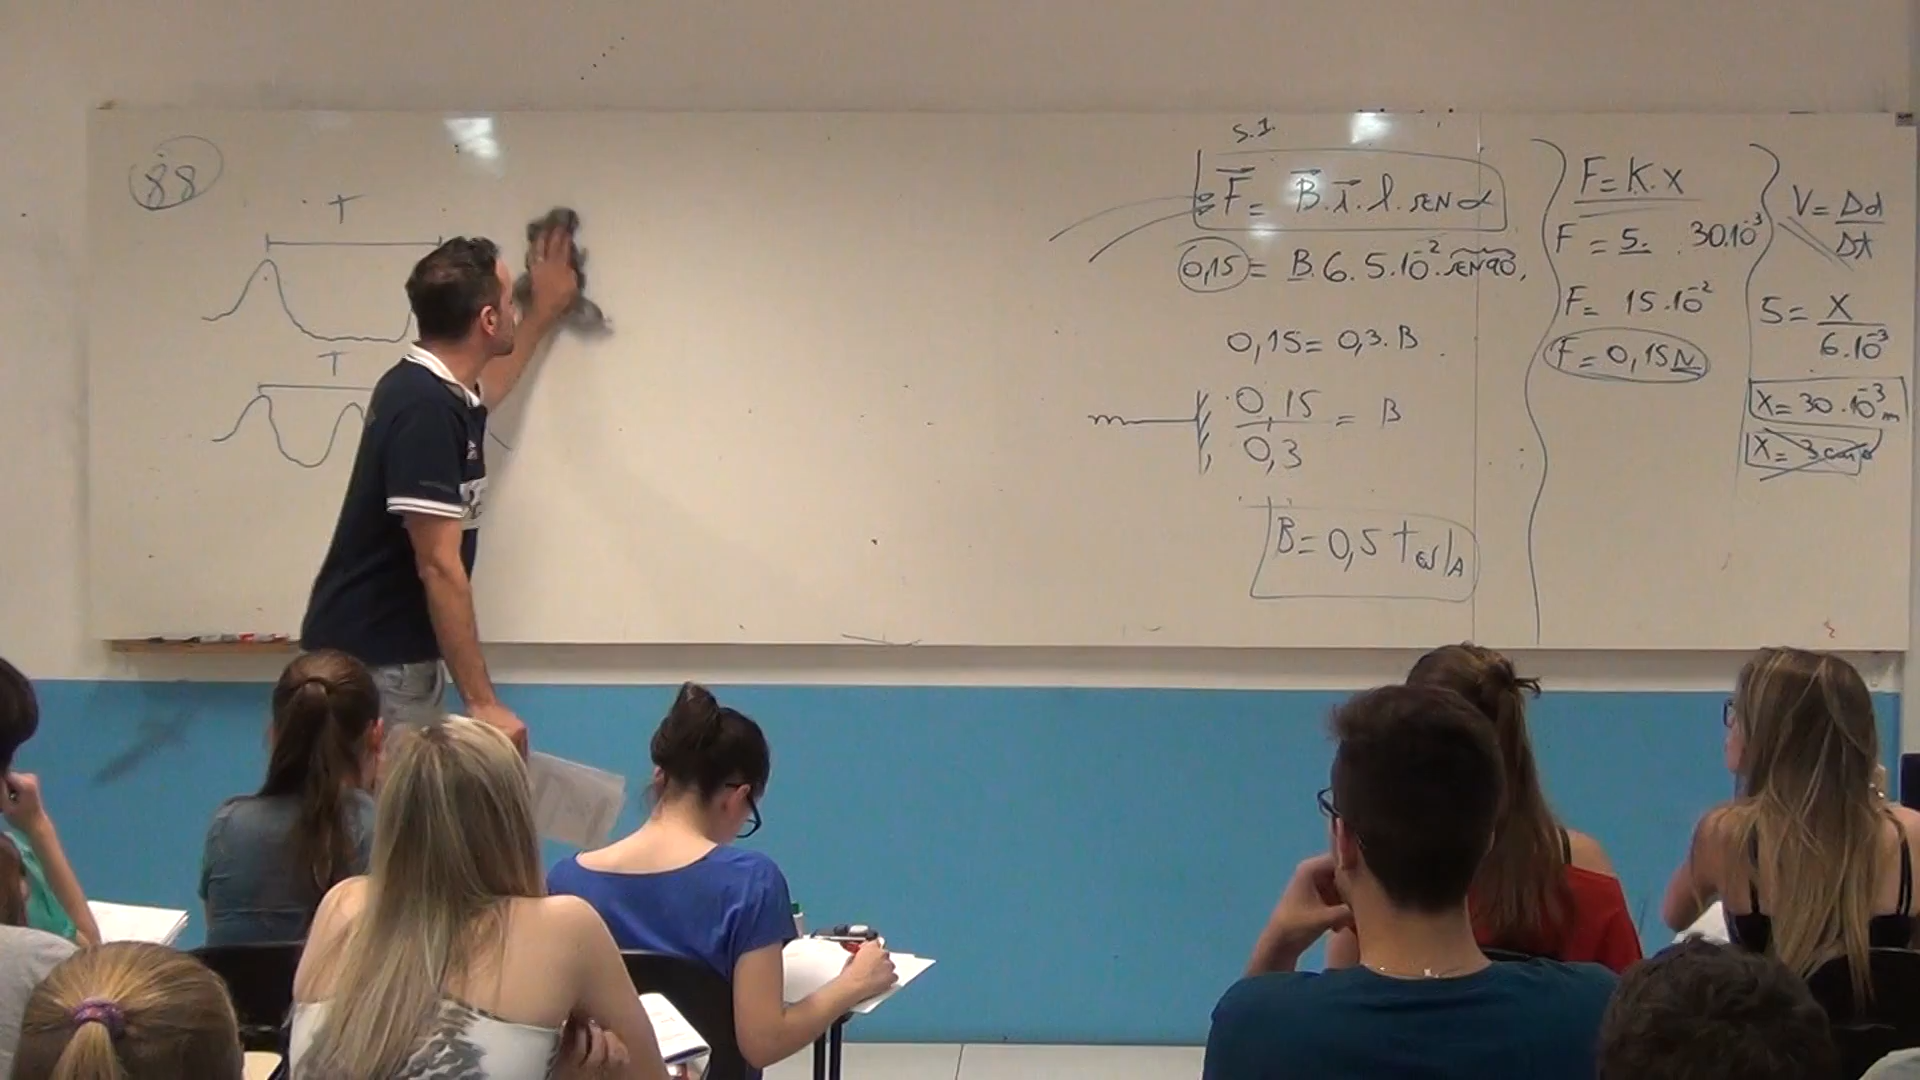 88
T
T
S.I.
F = B.i.l.SEN α
0,15 = B.6.5.10⁻².SEN90,
0,15 = 0,3.B
0,15/0,3 = B
B = 0,5 tesla
F = K.x
F = 5. 30.10⁻³
F = 15.10⁻²
F = 0,15N
V = Δd/Δt
5 = X/6.10⁻³
X = 30.10⁻³m
X = 3cm